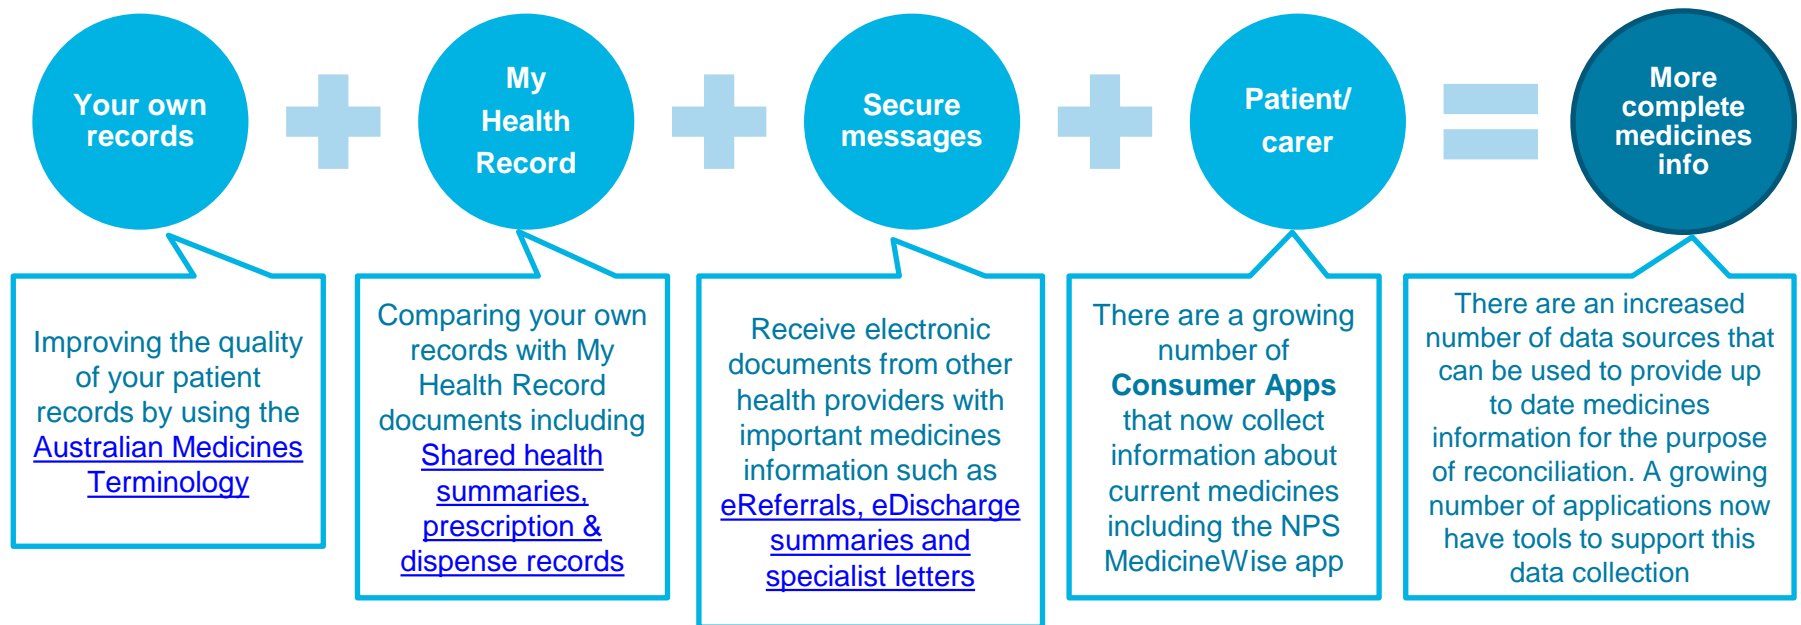 Your own
records
My
Health
Record
Secure
messages
Patient/
carer
More
complete
medicines
info
Improving the quality
of your patient
records by using the
Australian Medicines
Terminology
Comparing your own
records with My
Health Record
documents including
Shared health
summaries,
prescription &
dispense records
Receive electronic
documents from other
health providers with
important medicines
information such as
eReferrals, eDischarge
summaries and
specialist letters
There are a growing
number of
Consumer Apps
that now collect
information about
current medicines
including the NPS
MedicineWise app
There are an increased
number of data sources that
can be used to provide up
to date medicines
information for the purpose
of reconciliation. A growing
number of applications now
have tools to support this
data collection